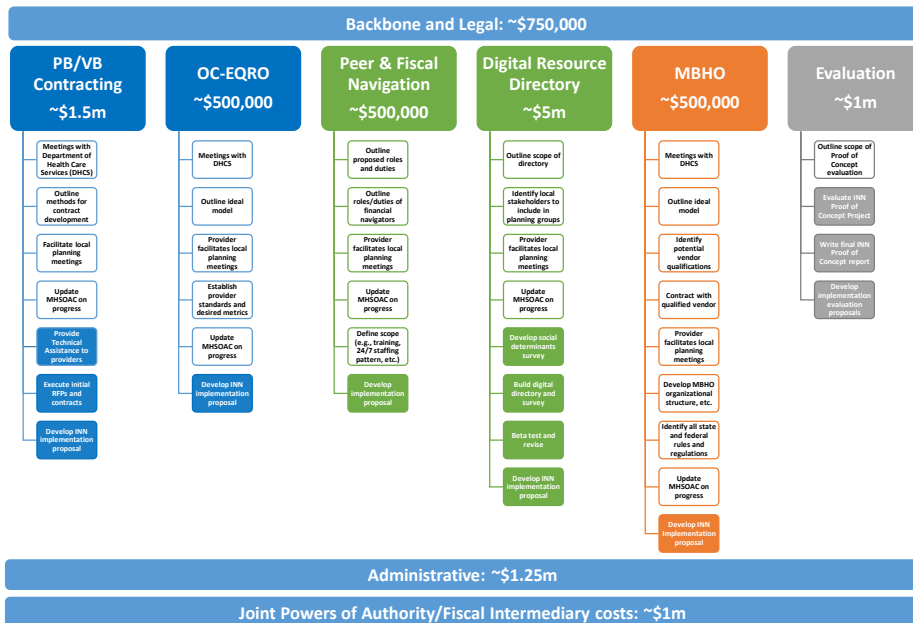 Backbone and Legal: ~$750,000
PB/VB
Contracting
~$1.5m
Meetings with
Department of
Health Care
Services (DHCS)
Outline
methods for
contract
development
Facilitate local
planning
meetings
Update
MHSOAC on
progress
Provide
Technical
Assistance to
providers
Execute initial
RFPs and
contracts
Develop INN
implementation
proposal
OC-EQRO
~$500,000
Meetings with
DHCS
Outline ideal
model
Provider
facilitates local
planning
meetings
Establish
provider
standards and
desired metrics
Update
MHSOAC on
progress
Develop INN
implementation
proposal
Peer & Fiscal
Navigation
~$500,000
Outline
proposed roles
and duties
Outline
roles/duties of
financial
navigators
Provider
facilitates local
planning
meetings
Update
MHSOAC on
progress
Define scope
(e.g., training,
24/7 staffing
pattern, etc.)
Develop
implementation
proposal
Digital Resource
Directory
~$5m
Outline scope of
directory
Identify local
stakeholders to
include in
planning groups
Provider
facilitates local
planning
meetings
Update
MHSOAC on
progress
Develop social
determinants
survey
Build digital
directory and
survey
Beta test and
revise
Develop INN
implementation
proposal
MBHO
~$500,000
Meetings with
DHCS
Outline ideal
model
Identify
potential
vendor
qualifications
Contract with
qualified vendor
Provider
facilitates local
planning
meetings
Develop MBHO
organizational
structure, etc.
Identify all state
and federal
rules and
regulations
Update
MHSOAC on
progress
Develop INN
Implementation
proposal
Evaluation
~$1m
Outline scope of
Proof of
Concept
evaluation
Evaluate INN
Proof of
Concept Project
Write final INN
Proof of
Concept report
Develop
implementation
evaluation
proposals
Administrative: ~$1.25m
Joint Powers of Authority/Fiscal Intermediary costs: ~$1m